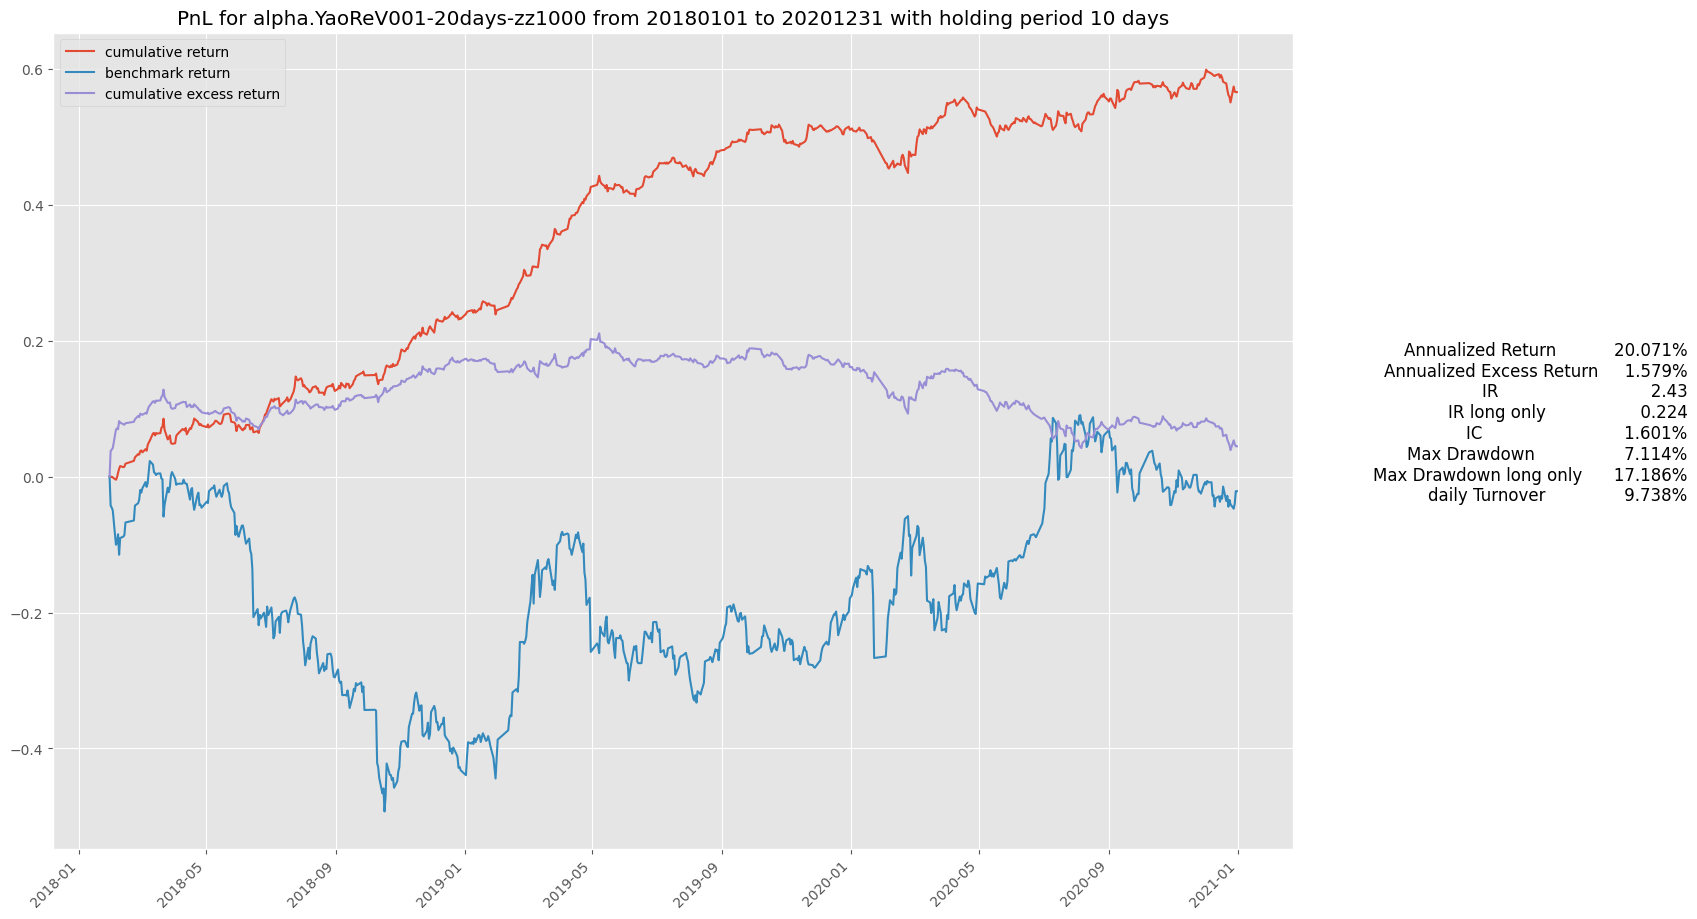 PnL for alpha.YaoReV001-20days-zz1000 from 20180101 to 20201231 with holding period 10 days
cumulative return
benchmark return
cumulative excess return
0.6
0.4
0.2
0.0
−0.2
−0.4
2018-01
2018-05
2018-09
2019-01
2019-05
2019-09
2020-01
2020-05
2020-09
2021-01
Annualized Return 20.071%
Annualized Excess Return 1.579%
IR 2.43
IR long only 0.224
IC 1.601%
Max Drawdown 7.114%
Max Drawdown long only 17.186%
daily Turnover 9.738%